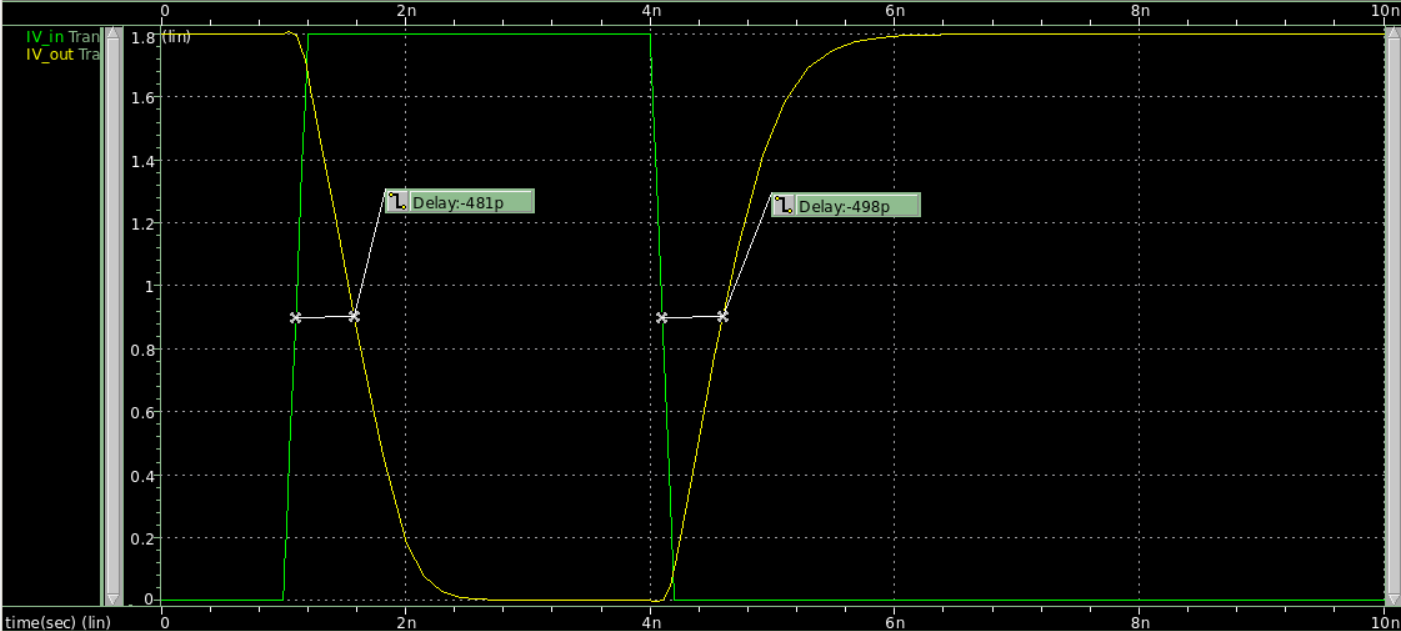 0 2n 4n 6n 8n 10n
IV_in Tran
IV_out Tra
1.8 (lin)
1.6
1.4
Delay:-481p
Delay:-498p
1.2
1
0.8
0.6
0.4
0.2
0
time(sec) (lin) 0 2n 4n 6n 8n 10n